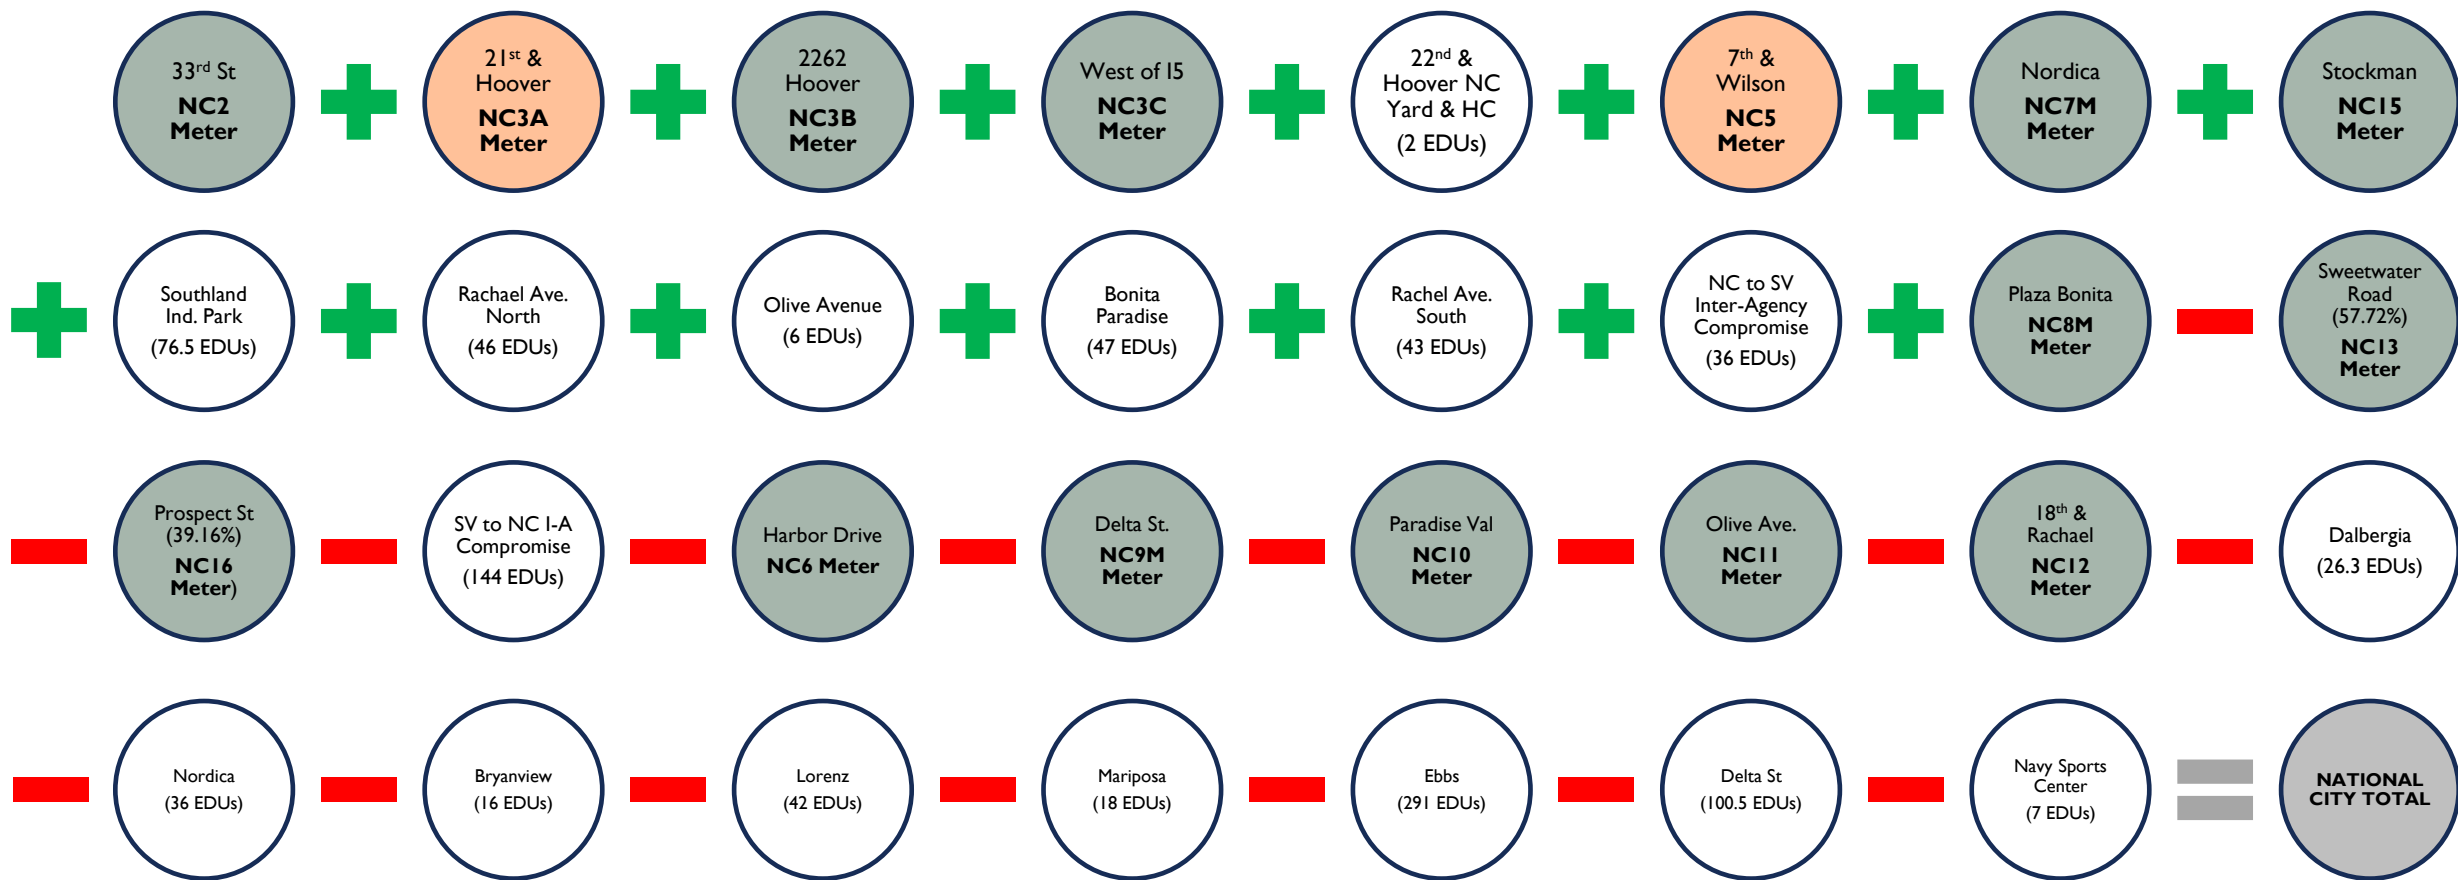 33rd St
NC2
Meter
21st &
Hoover
NC3A
Meter
2262
Hoover
NC3B
Meter
West of I5
NC3C
Meter
22nd &
Hoover NC
Yard & HC
(2 EDUs)
7th &
Wilson
NC5
Meter
Nordica
NC7M
Meter
Stockman
NC15
Meter
Southland
Ind. Park
(76.5 EDUs)
Rachael Ave.
North
(46 EDUs)
Olive Avenue
(6 EDUs)
Bonita
Paradise
(47 EDUs)
Rachel Ave.
South
(43 EDUs)
NC to SV
Inter-Agency
Compromise
(36 EDUs)
Plaza Bonita
NC8M
Meter
Sweetwater
Road
(57.72%)
NC13
Meter
Prospect St
(39.16%)
NC16
Meter)
SV to NC I-A
Compromise
(144 EDUs)
Harbor Drive
NC6 Meter
Delta St.
NC9M
Meter
Paradise Val
NC10
Meter
Olive Ave.
NC11
Meter
18th &
Rachael
NC12
Meter
Dalbergia
(26.3 EDUs)
Nordica
(36 EDUs)
Bryanview
(16 EDUs)
Lorenz
(42 EDUs)
Mariposa
(18 EDUs)
Ebbs
(291 EDUs)
Delta St
(100.5 EDUs)
Navy Sports
Center
(7 EDUs)
NATIONAL
CITY TOTAL